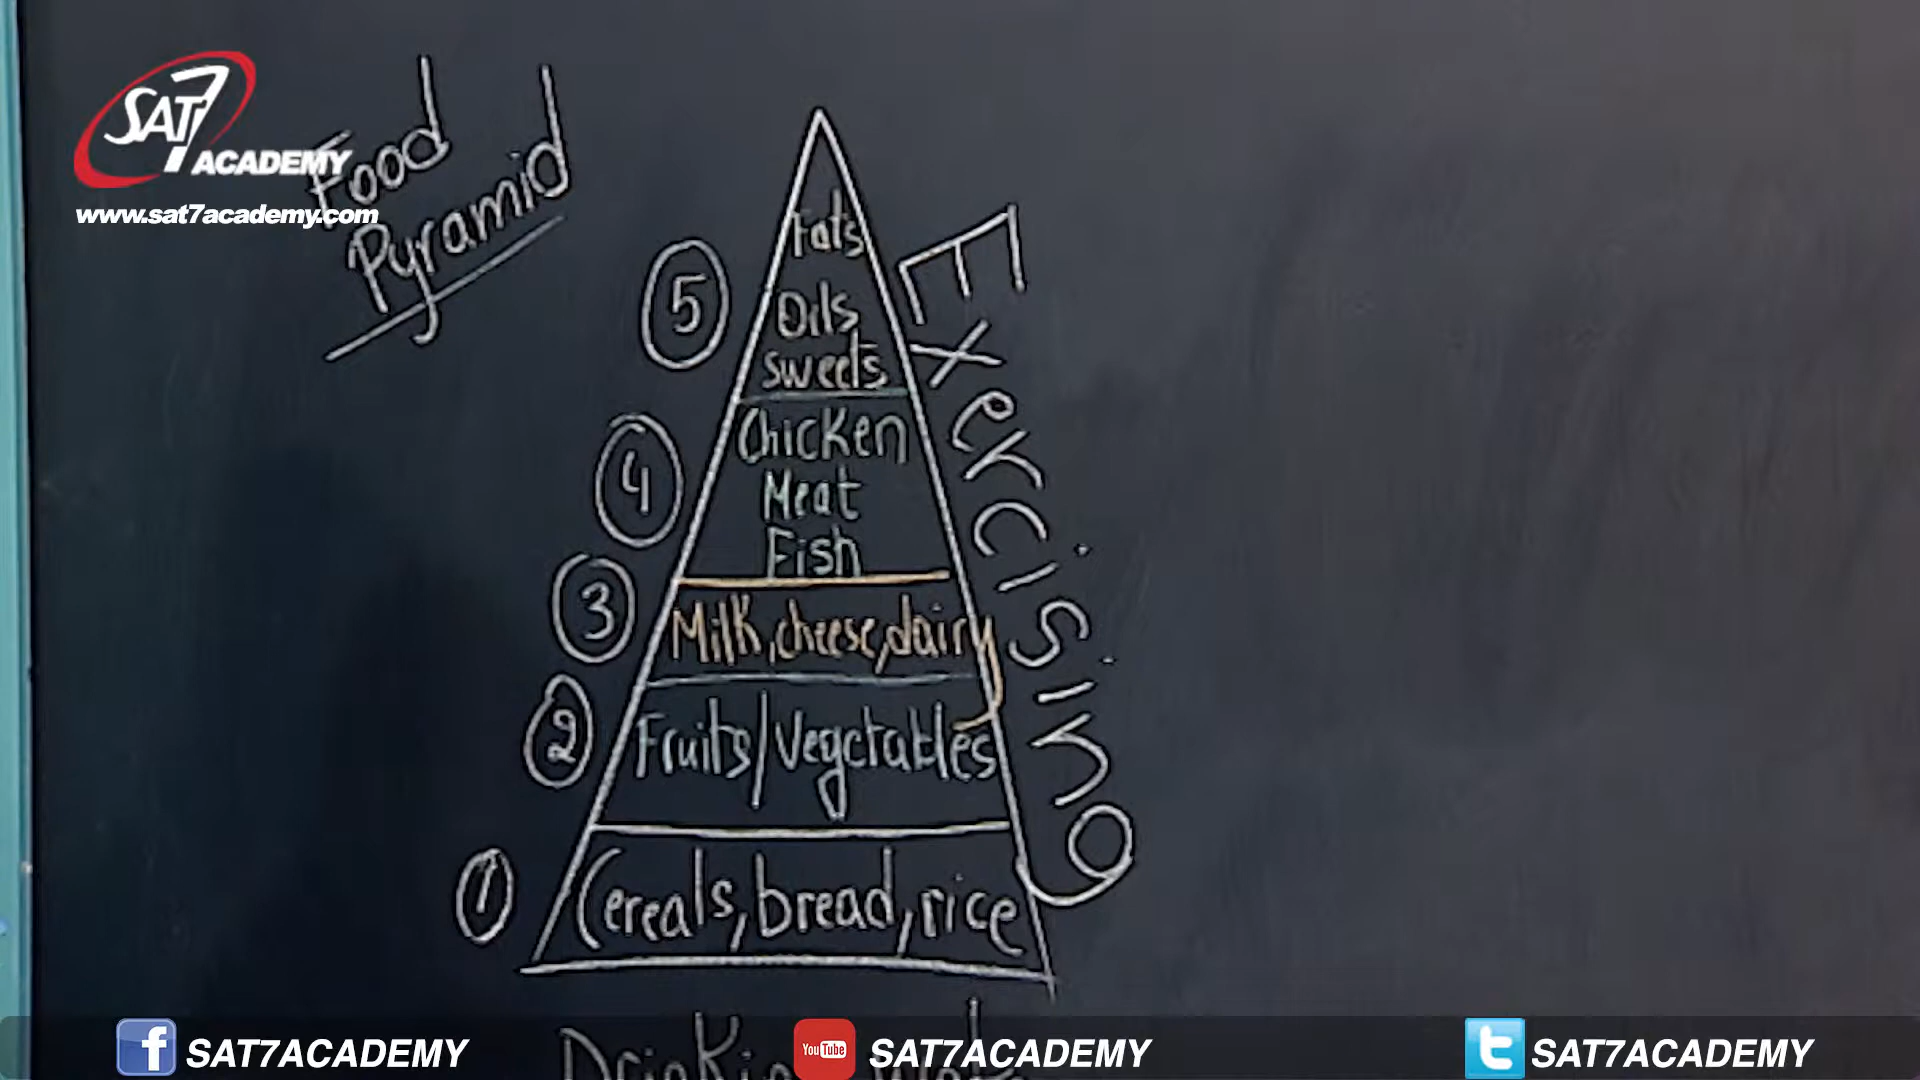 SAT7
ACADEMY
www.sat7academy.com
Food
Pyramid
Fats
5
Oils
sweets
Chicken
4
Meat
Fish
3
Milk, cheese, dairy
2
Fruits/Vegetables
1
Cereals, bread, rice
Exercising
SAT7ACADEMY
You Tube
SAT7ACADEMY
SAT7ACADEMY